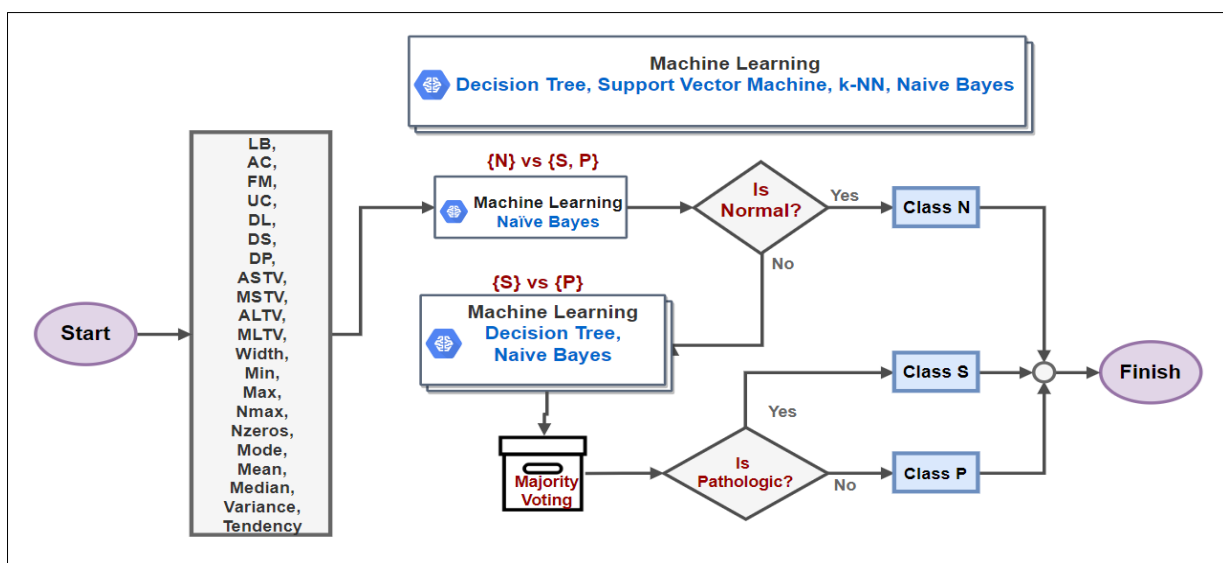 Machine Learning
Decision Tree, Support Vector Machine, k-NN, Naive Bayes
Start
LB,
AC,
FM,
UC,
DL,
DS,
DP,
ASTV,
MSTV,
ALTV,
MLTV,
Width,
Min,
Max,
Nmax,
Nzeros,
Mode,
Mean,
Median,
Variance,
Tendency
{N} vs {S, P}
Machine Learning
Naïve Bayes
Is
Normal?
Yes
Class N
No
{S} vs {P}
Machine Learning
Decision Tree,
Naive Bayes
Majority
Voting
Is
Pathologic?
Yes
Class S
No
Class P
Finish